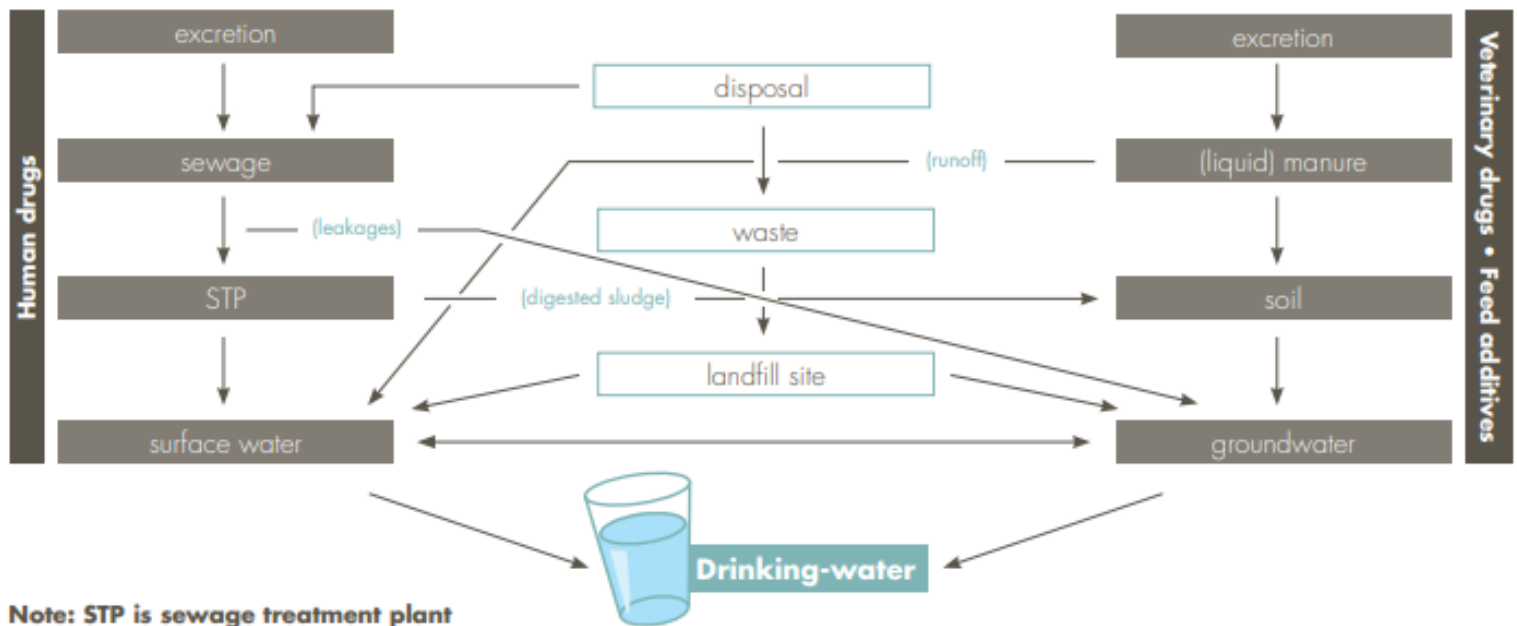 Human drugs
excretion
sewage
(leakages)
STP
(digested sludge)
surface water
disposal
waste
landfill site
excretion
(runoff)
(liquid) manure
soil
groundwater
Veterinary drugs • Feed additives
Drinking-water
Note: STP is sewage treatment plant